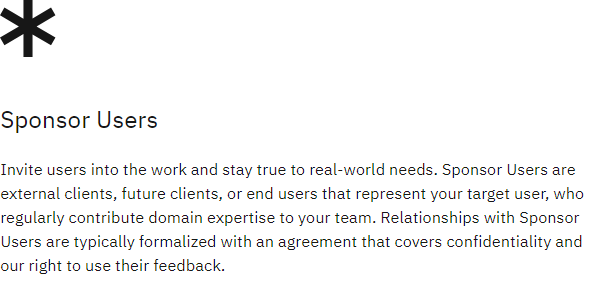 Sponsor Users
Invite users into the work and stay true to real-world needs. Sponsor Users are
external clients, future clients, or end users that represent your target user, who
regularly contribute domain expertise to your team. Relationships with Sponsor
Users are typically formalized with an agreement that covers confidentiality and
our right to use their feedback.